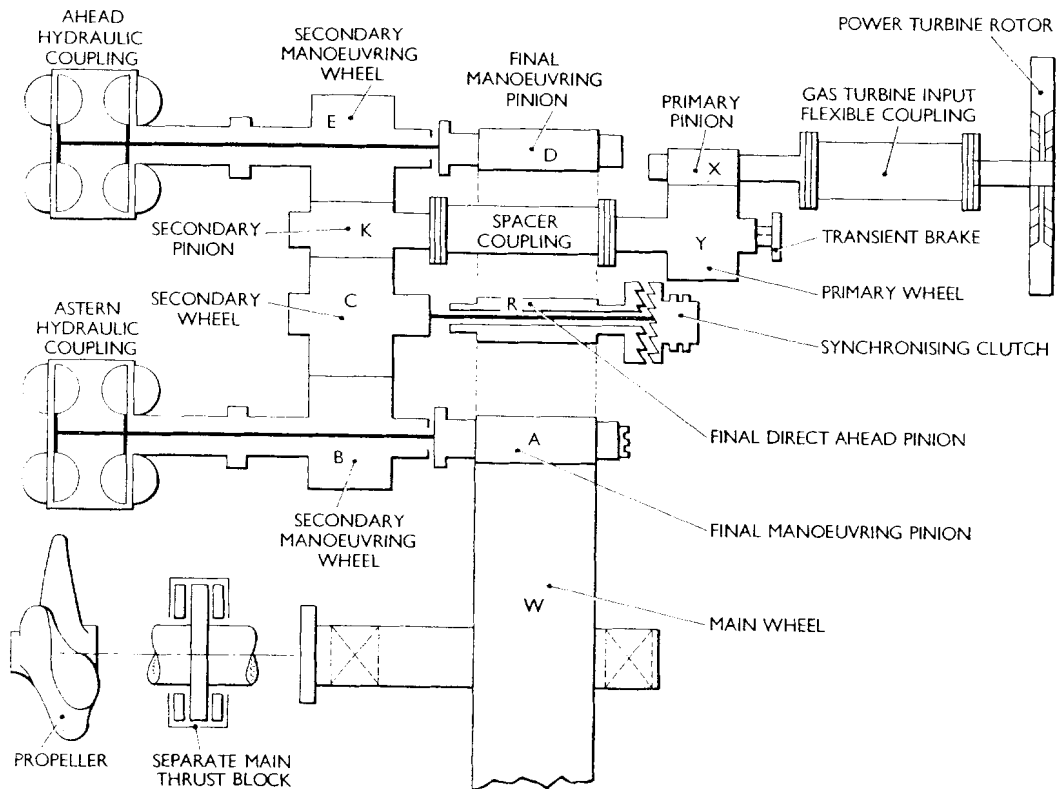 AHEAD
HYDRAULIC
COUPLING
SECONDARY
MANOEUVRING
WHEEL
FINAL
MANOEUVRING
PINION
POWER TURBINE ROTOR
PRIMARY
PINION
GAS TURBINE INPUT
FLEXIBLE COUPLING
E
D
X
SECONDARY
PINION
K
SPACER
COUPLING
Y
TRANSIENT BRAKE
PRIMARY WHEEL
SECONDARY
WHEEL
C
R
SYNCHRONISING CLUTCH
ASTERN
HYDRAULIC
COUPLING
B
A
FINAL DIRECT AHEAD PINION
SECONDARY
MANOEUVRING
WHEEL
FINAL MANOEUVRING PINION
W
MAIN WHEEL
PROPELLER
SEPARATE MAIN
THRUST BLOCK